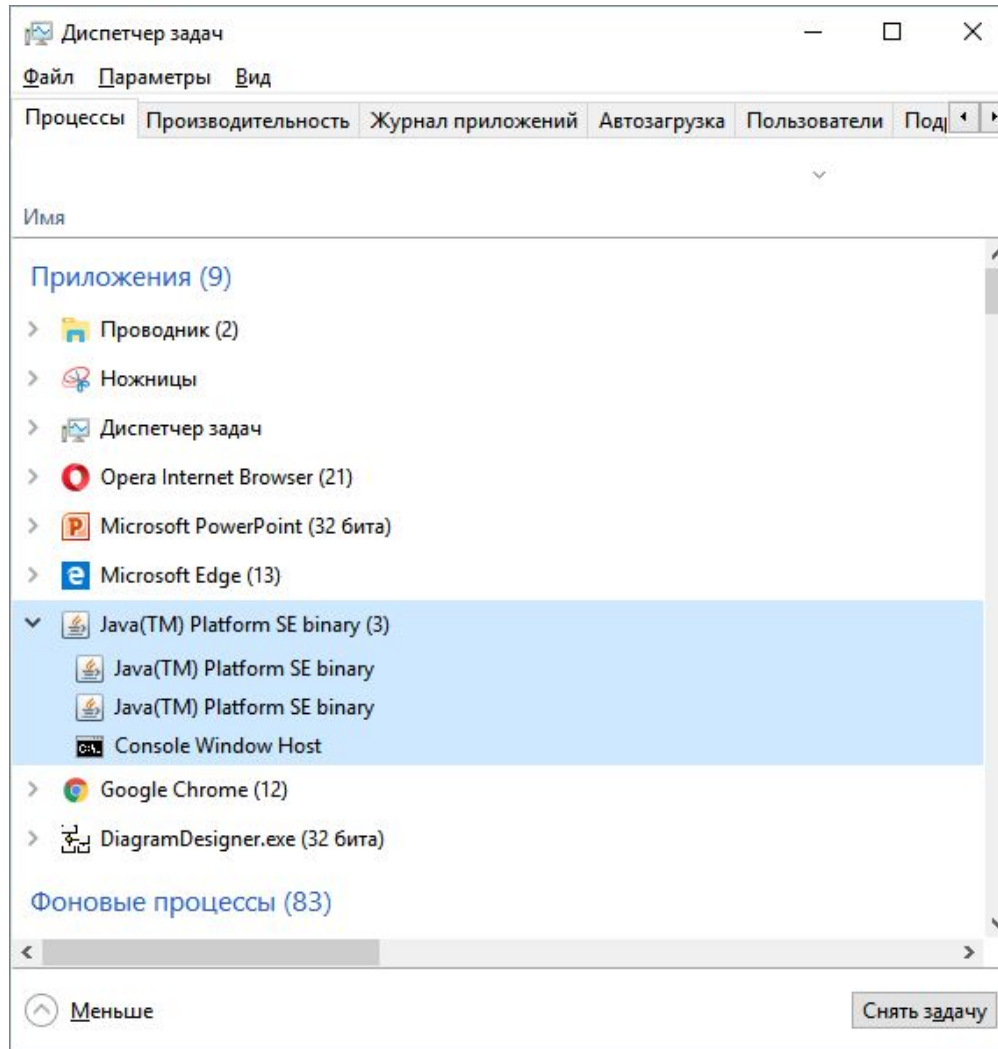 Диспетчер задач
Файл Параметры Вид
Процессы Производительность Журнал приложений Автозагрузка Пользователи
Имя
Приложения (9)
Проводник (2)
Ножницы
Диспетчер задач
Opera Internet Browser (21)
Microsoft PowerPoint (32 бита)
Microsoft Edge (13)
Java(TM) Platform SE binary (3)
Java(TM) Platform SE binary
Java(TM) Platform SE binary
Console Window Host
Google Chrome (12)
DiagramDesigner.exe (32 бита)
Фоновые процессы (83)
Меньше Снять задачу